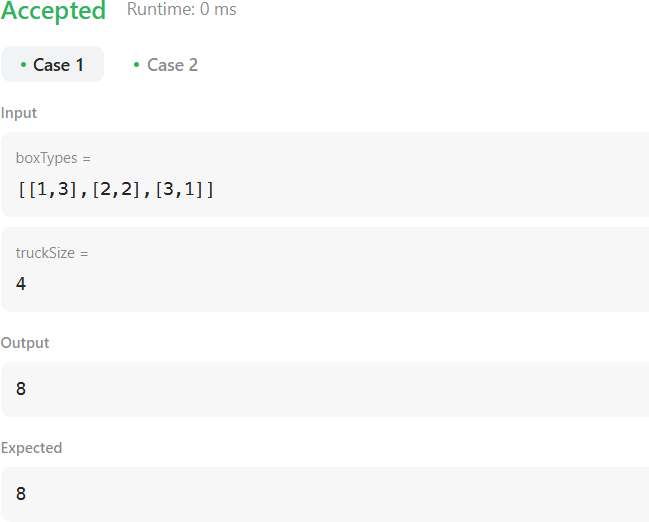 Accepted Runtime: 0 ms
• Case 1 • Case 2
Input
boxTypes =
[[1,3],[2,2],[3,1]]
truckSize =
4
Output
8
Expected
8